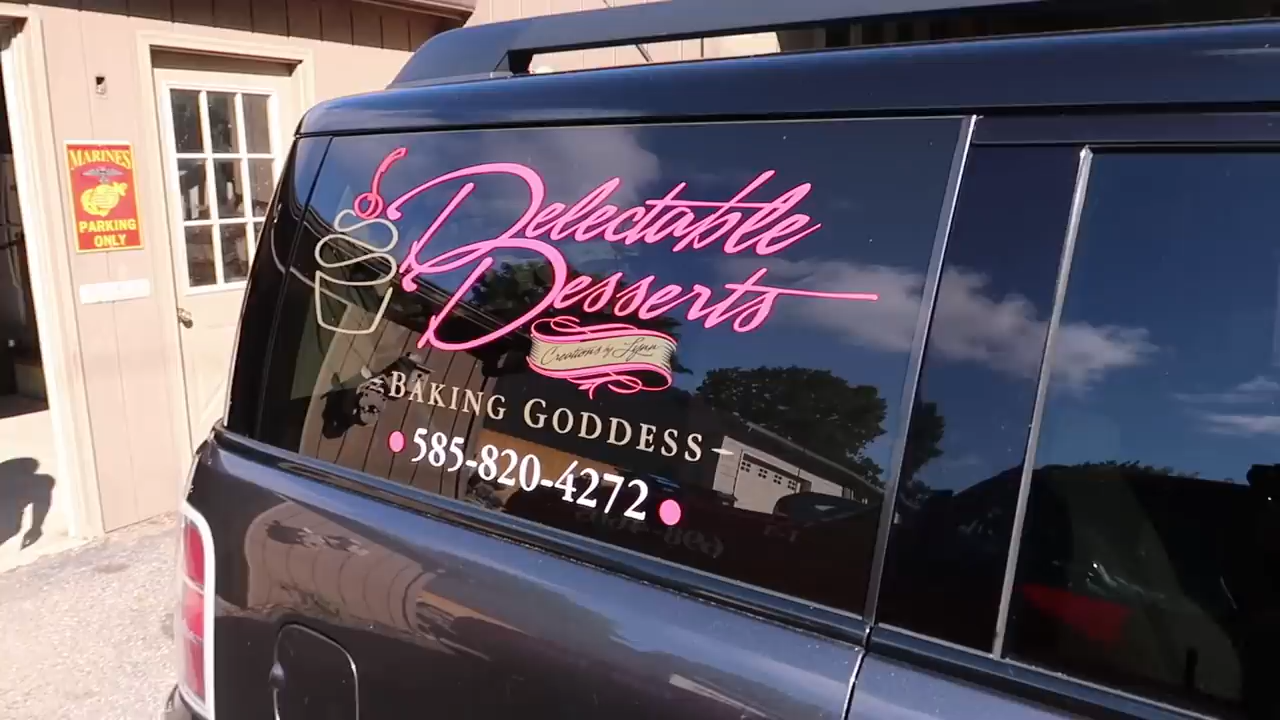 MARINES
PARKING
ONLY
Delectable
Desserts
Creations by Lynn
-BAKING GODDESS-
585-820-4272